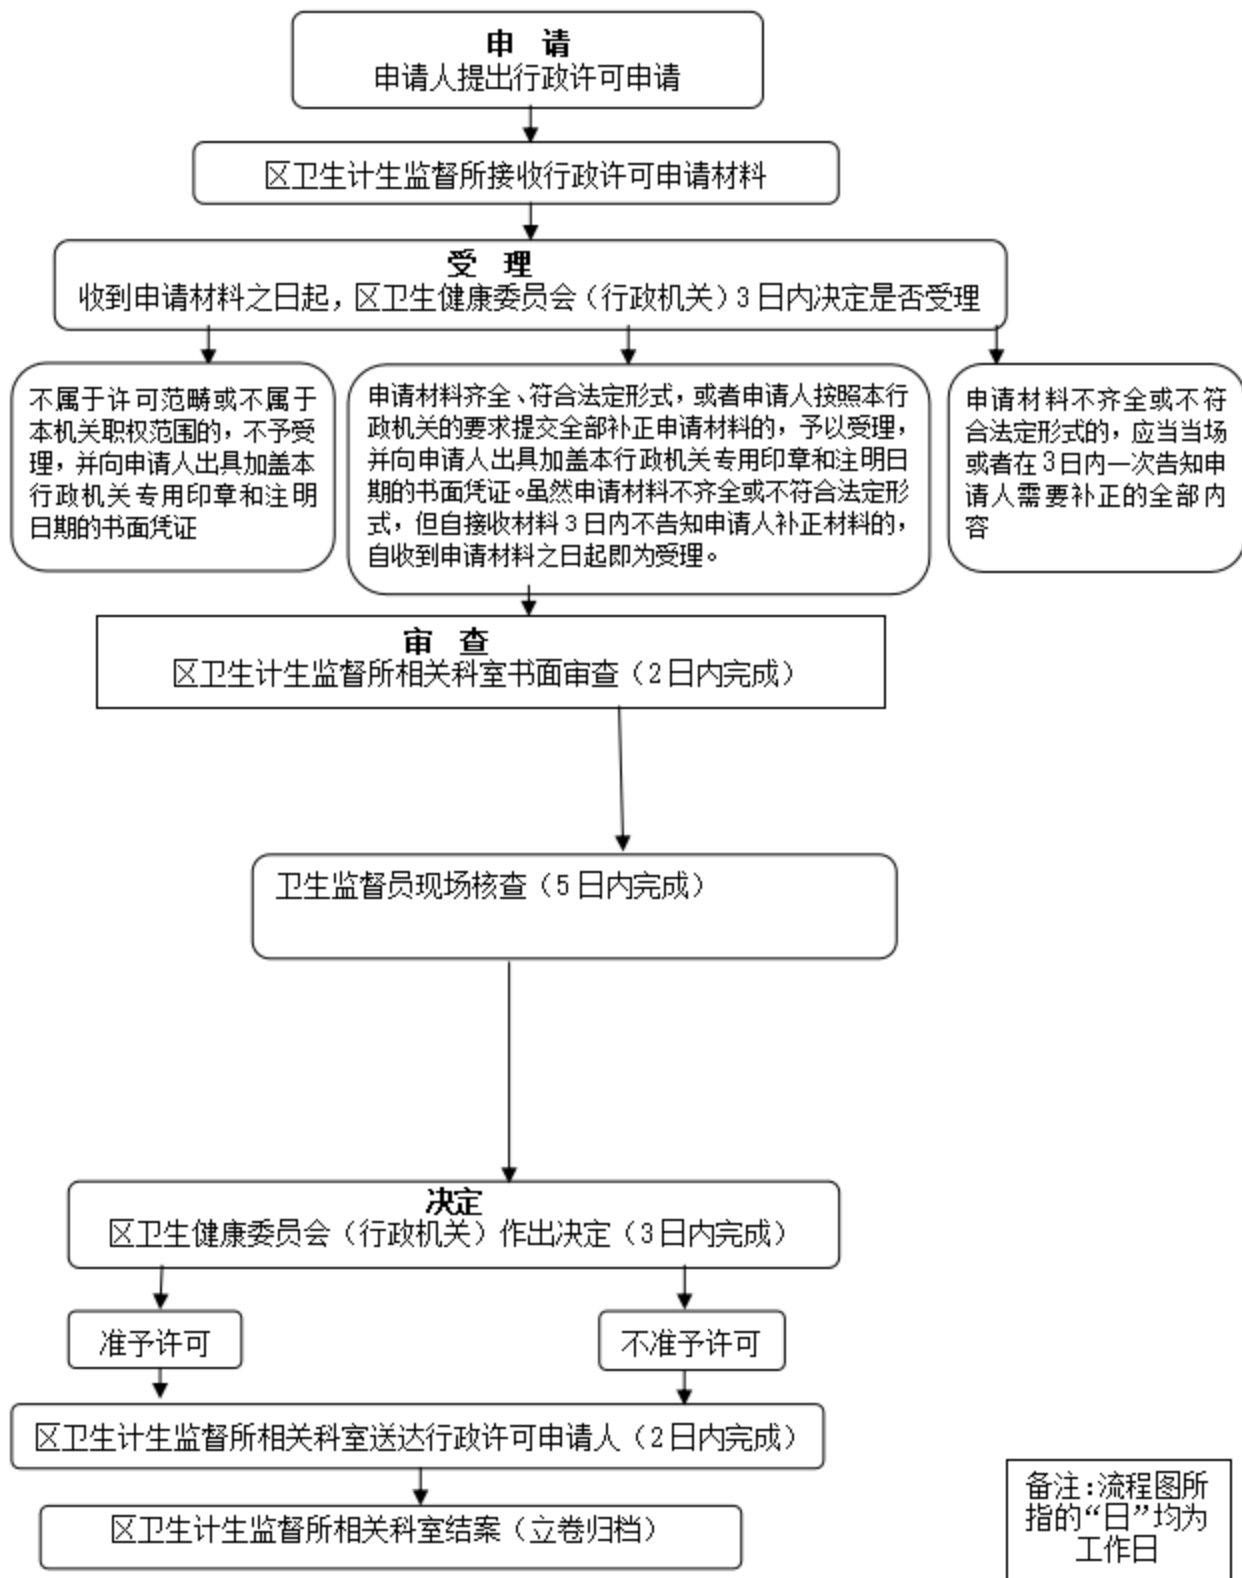 申 请
申请人提出行政许可申请
区卫生计生监督所接收行政许可申请材料
受 理
收到申请材料之日起，区卫生健康委员会（行政机关）3日内决定是否受理
不属于许可范畴或不属于
本机关职权范围的，不予受
理，并向申请人出具加盖本
行政机关专用印章和注明
日期的书面凭证
申请材料齐全、符合法定形式，或者申请人按照本行
政机关的要求提交全部补正申请材料的，予以受理，
并向申请人出具加盖本行政机关专用印章和注明日
期的书面凭证。虽然申请材料不齐全或不符合法定形
式，但自接收材料3日内不告知申请人补正材料的，
自收到申请材料之日起即为受理。
申请材料不齐全或不符
合法定形式的，应当当场
或者在3日内一次告知申
请人需要补正的全部内
容
审 查
区卫生计生监督所相关科室书面审查（2日内完成）
卫生监督员现场核查（5日内完成）
决定
区卫生健康委员会（行政机关）作出决定（3日内完成）
准予许可
不准予许可
区卫生计生监督所相关科室送达行政许可申请人（2日内完成）
区卫生计生监督所相关科室结案（立卷归档）
备注：流程图所
指的“日”均为
工作日